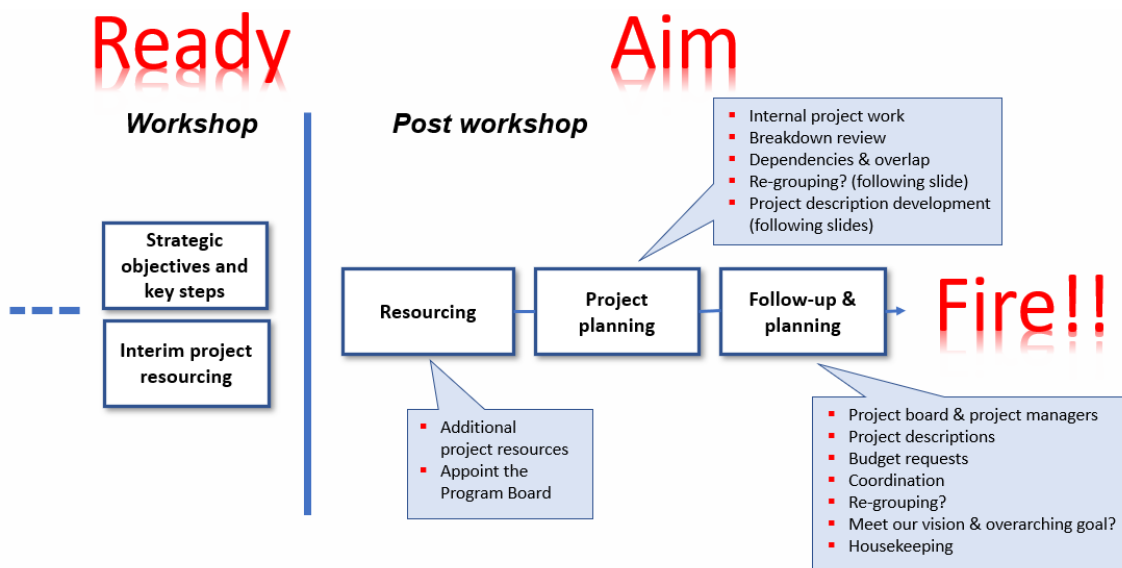 Ready
Aim
Workshop
Post workshop
Internal project work
Breakdown review
Dependencies & overlap
Re-grouping? (following slide)
Project description development
(following slides)
Strategic
objectives and
key steps
Interim project
resourcing
Resourcing
Project
planning
Follow-up &
planning
Fire!!
Additional
project resources
Appoint the
Program Board
Project board & project managers
Project descriptions
Budget requests
Coordination
Re-grouping?
Meet our vision & overarching goal?
Housekeeping